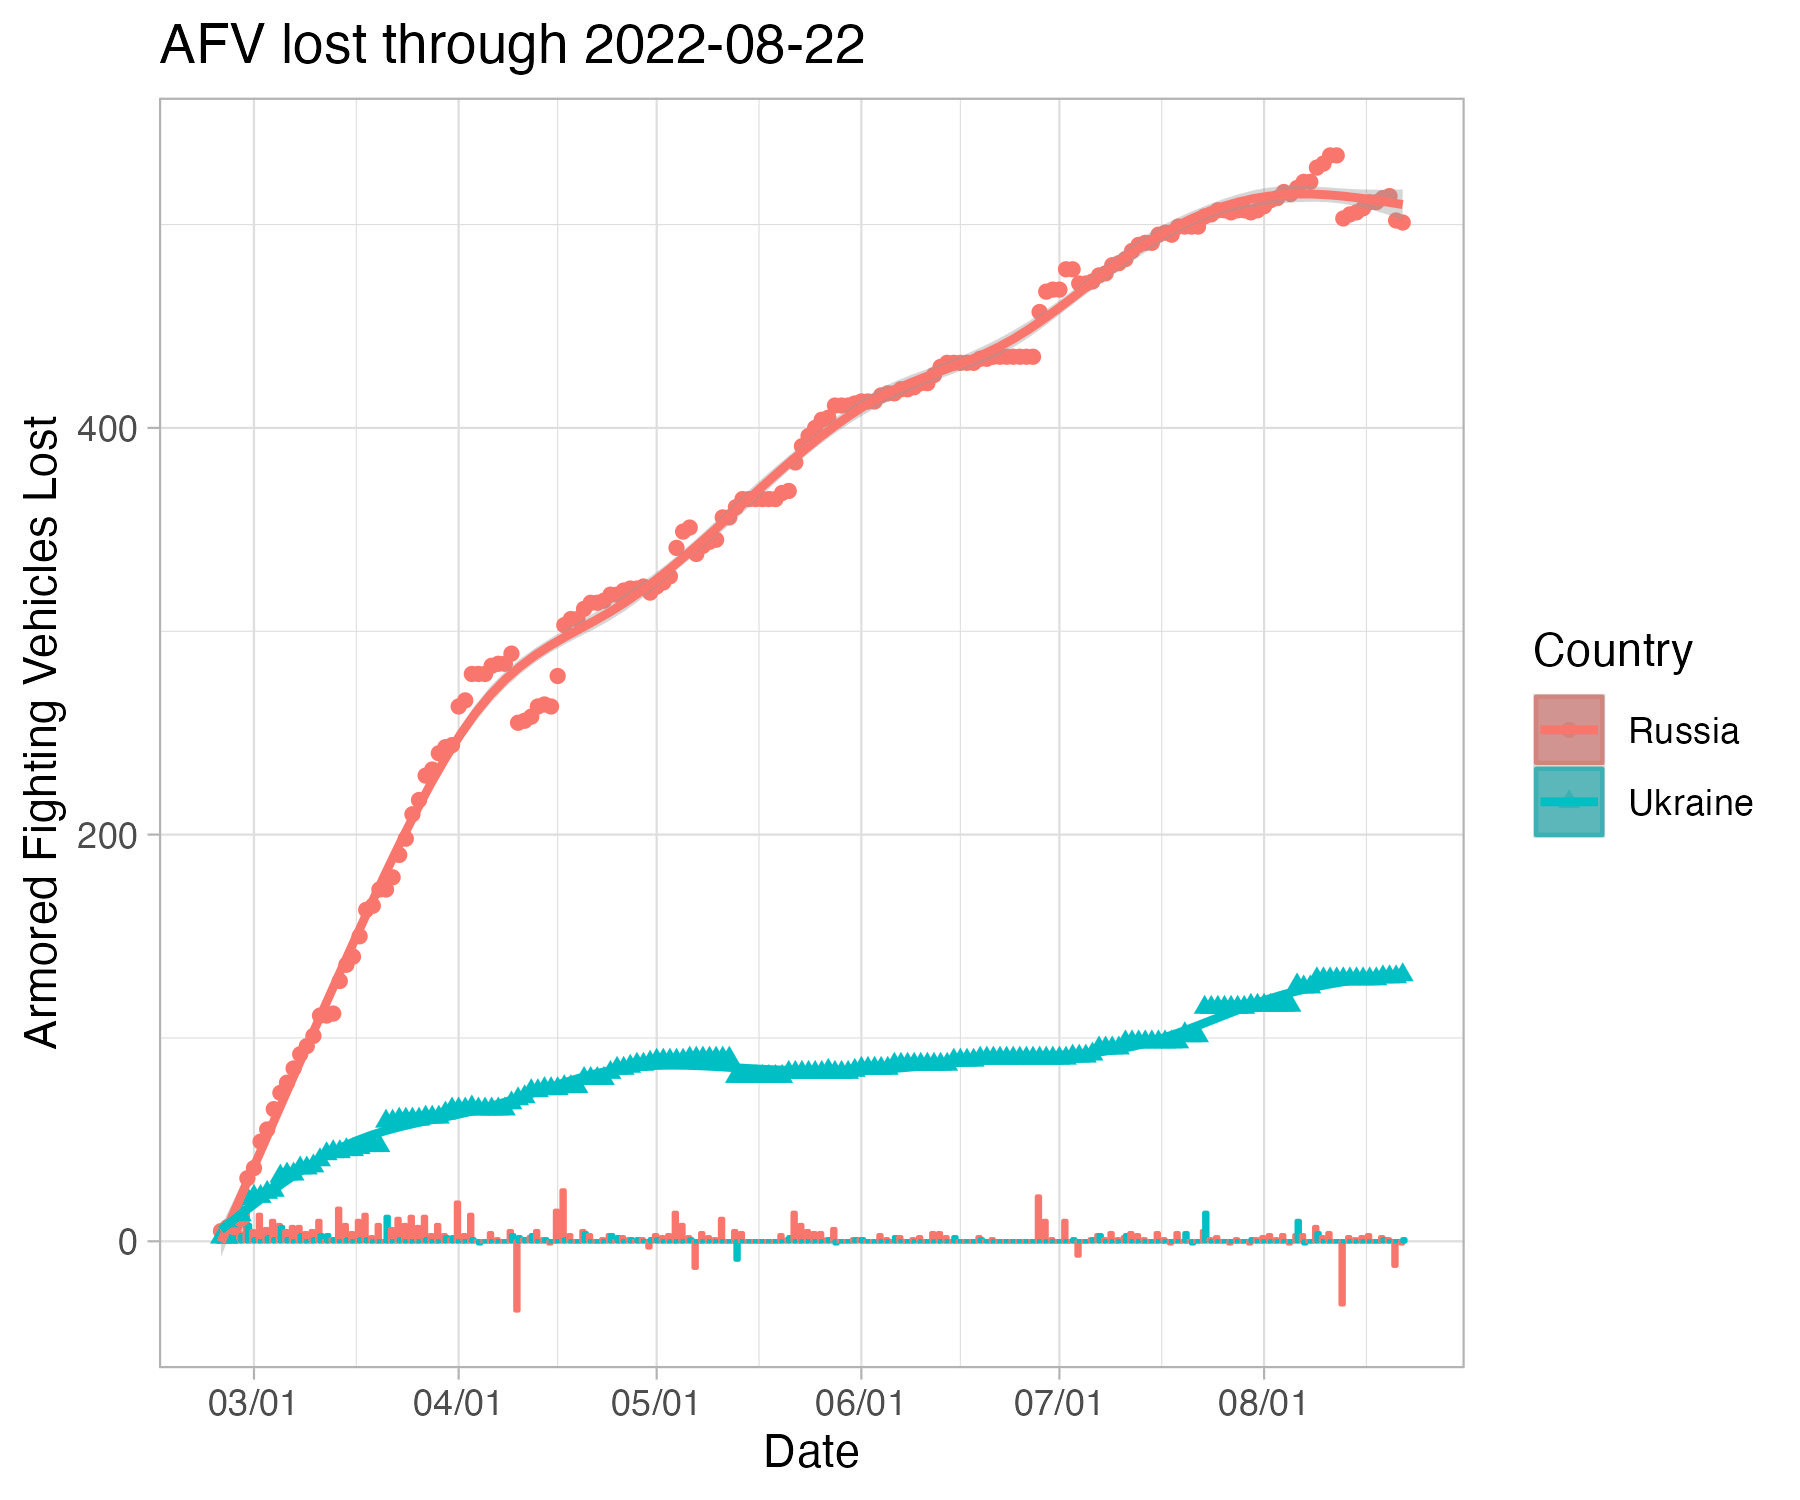 AFV lost through 2022-08-22
Armored Fighting Vehicles Lost
400
200
0
03/01 04/01 05/01 06/01 07/01 08/01
Date
Country
Russia
Ukraine